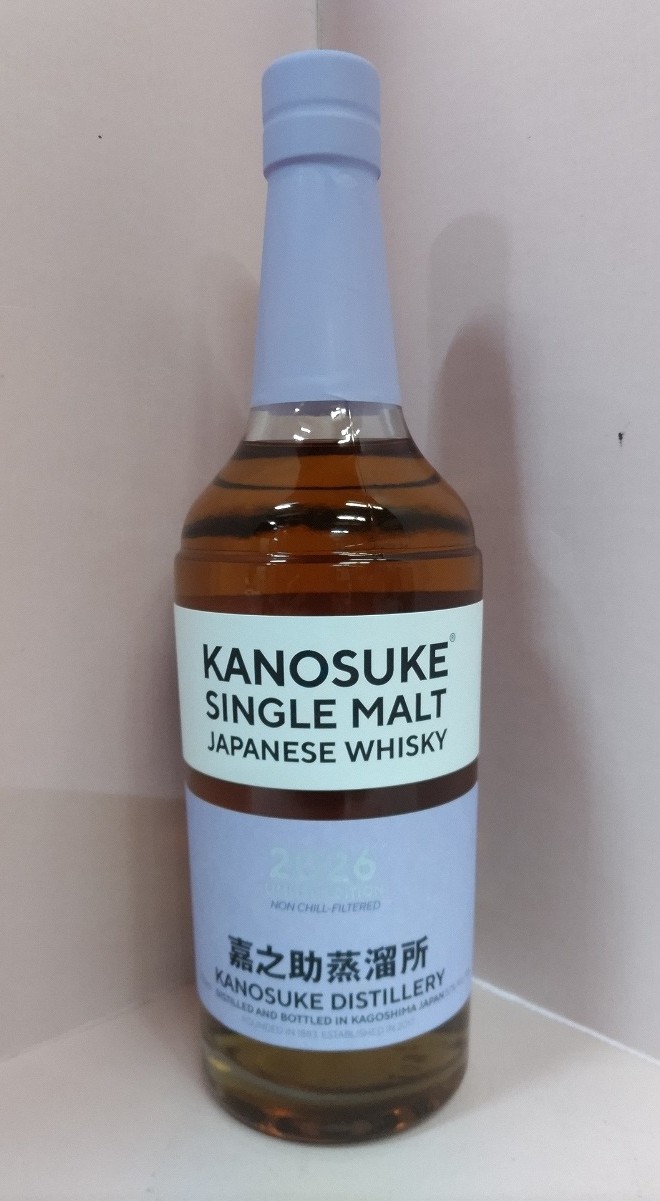 KANOSUKE®
SINGLE MALT
JAPANESE WHISKY
2026
NON CHILL-FILTERED
嘉之助蒸溜所
KANOSUKE DISTILLERY
DISTILLED AND BOTTLED IN KAGOSHIMA JAPAN
FOUNDED IN 1883, ESTABLISHED IN 2017